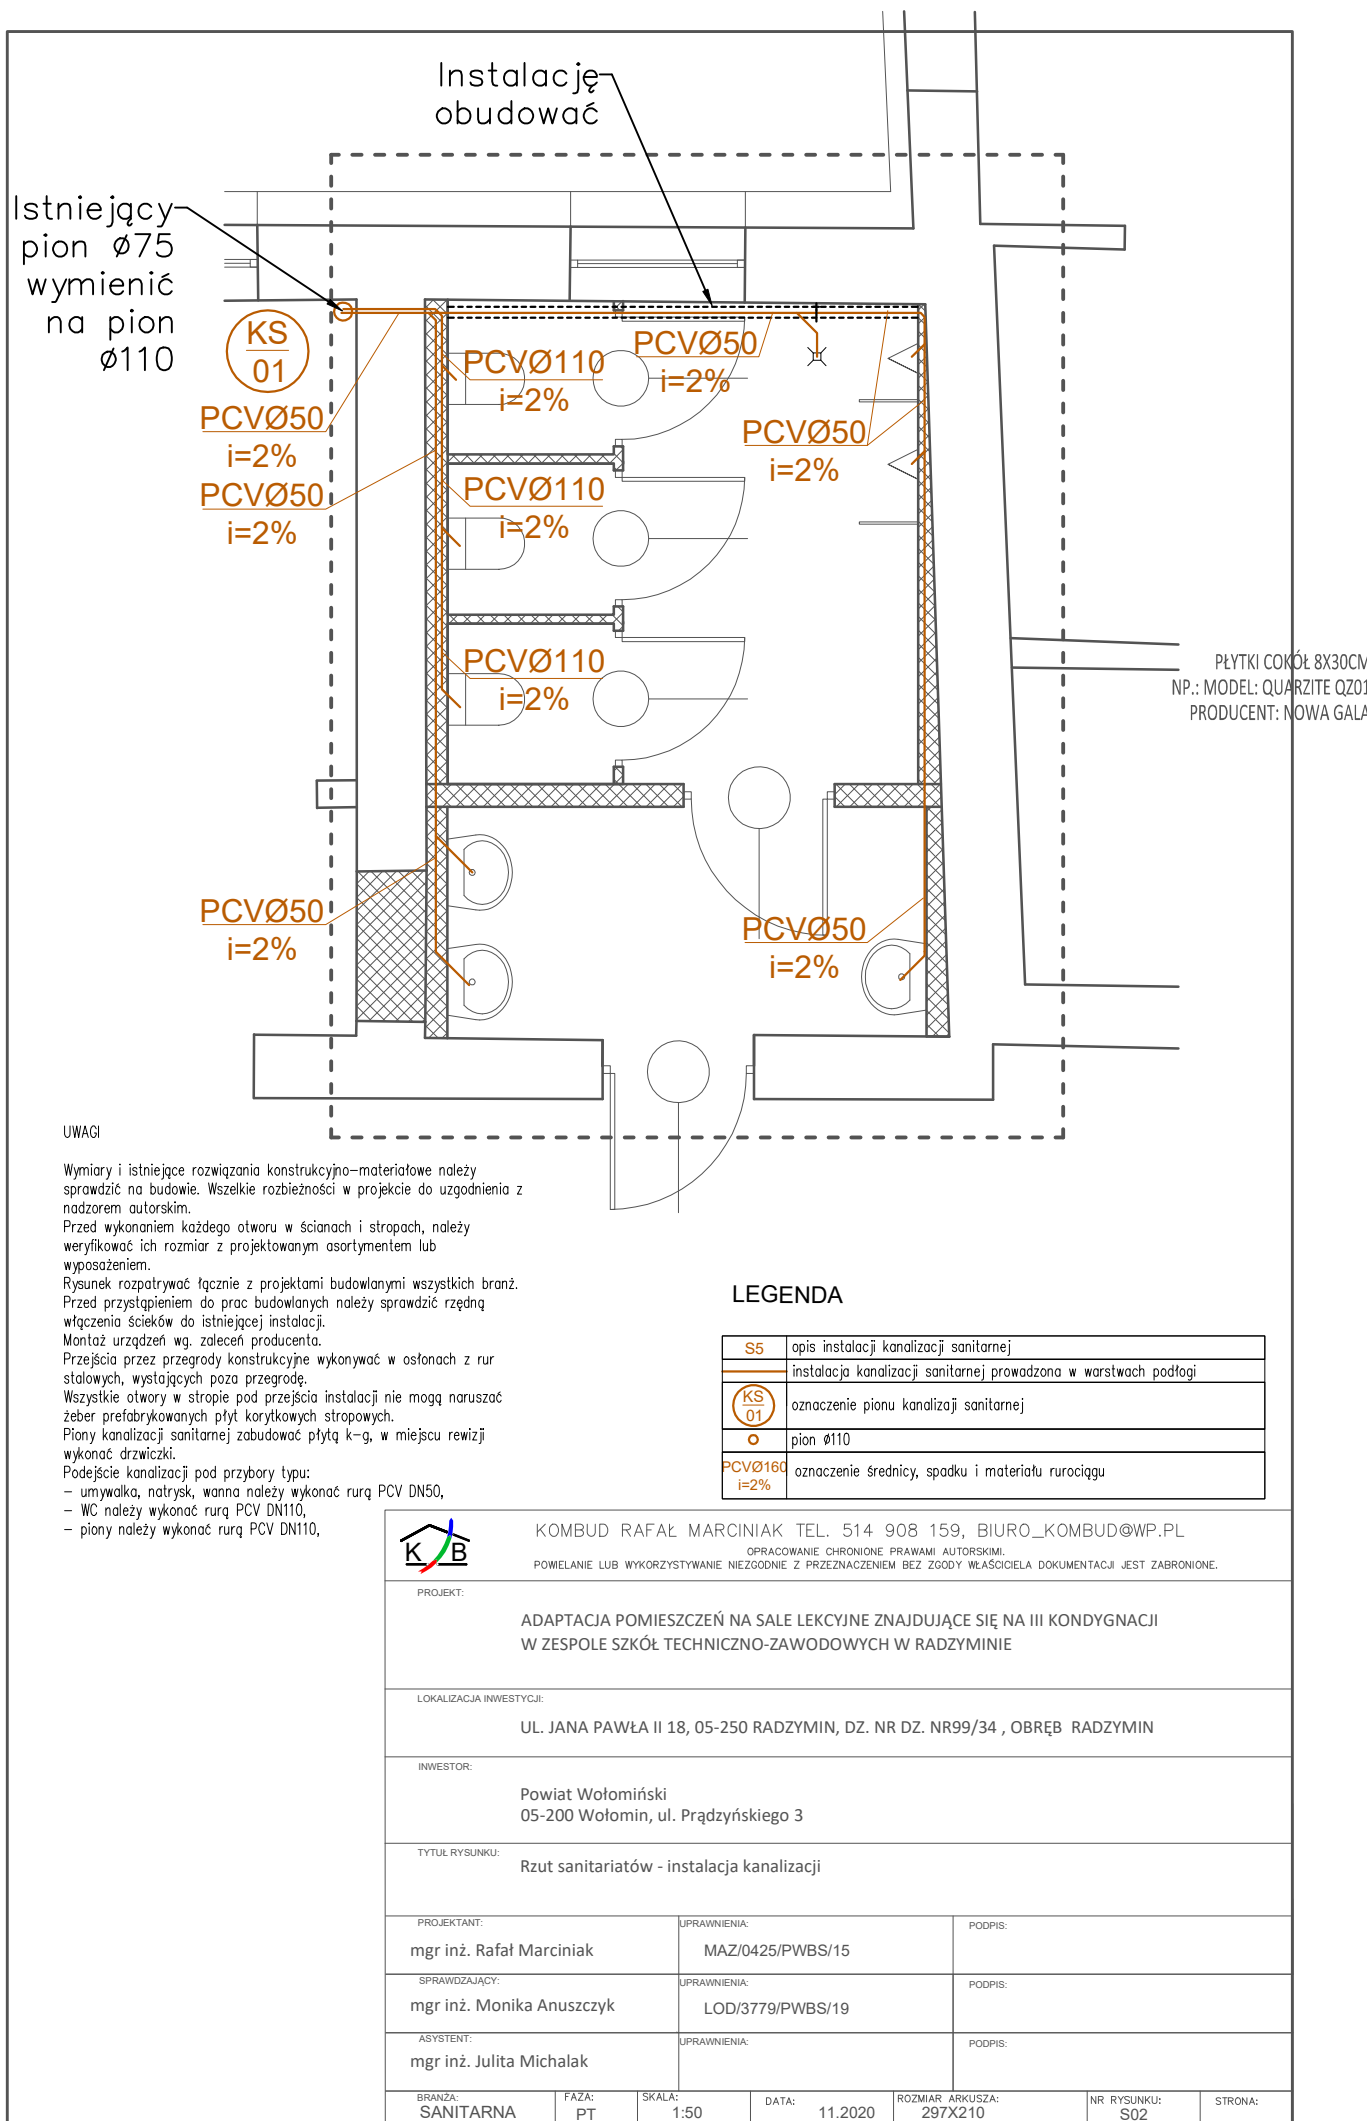 Instalację
obudować
Istniejący
pion Ø75
wymienić
na pion
Ø110
KS
01
PCVØ50
i=2%
PCVØ50
i=2%
PCVØ110
i=2%
PCVØ50
i=2%
PCVØ50
i=2%
PCVØ110
i=2%
PCVØ110
i=2%
PŁYTKI COKÓŁ 8X30CM
NP.: MODEL: QUARZITE QZ01
PRODUCENT: NOWA GALA
PCVØ50
i=2%
PCVØ50
i=2%
UWAGI
Wymiary i istniejące rozwiązania konstrukcyjno-materiałowe należy
sprawdzić na budowie. Wszelkie rozbieżności w projekcie do uzgodnienia z
nadzorem autorskim.
Przed wykonaniem każdego otworu w ścianach i stropach, należy
weryfikować ich rozmiar z projektowanym asortymentem lub
wyposażeniem.
Rysunek rozpatrywać łącznie z projektami budowlanymi wszystkich branż.
Przed przystąpieniem do prac budowlanych należy sprawdzić rzędną
włączenia ścieków do istniejącej instalacji.
Montaż urządzeń wg. zaleceń producenta.
Przejścia przez przegrody konstrukcyjne wykonywać w osłonach z rur
stalowych, wystających poza przegrodę.
Wszystkie otwory w stropie pod przejścia instalacji nie mogą naruszać
żeber prefabrykowanych płyt korytkowych stropowych.
Piony kanalizacji sanitarnej zabudować płytą k-g, w miejscu rewizji
wykonać drzwiczki.
Podejście kanalizacji pod przybory typu:
- umywalka, natrysk, wanna należy wykonać rurą PCV DN50,
- WC należy wykonać rurą PCV DN110,
- piony należy wykonać rurą PCV DN110,
LEGENDA
S5 opis instalacji kanalizacji sanitarnej
instalacja kanalizacji sanitarnej prowadzona w warstwach podłogi
KS
01
oznaczenie pionu kanalizaji sanitarnej
pion Ø110
PCVØ160
i=2%
oznaczenie średnicy, spadku i materiału rurociągu
K B
KOMBUD RAFAŁ MARCINIAK TEL. 514 908 159, BIURO_KOMBUD@WP.PL
OPRACOWANIE CHRONIONE PRAWAMI AUTORSKIMI.
POWIELANIE LUB WYKORZYSTYWANIE NIEZGODNIE Z PRZEZNACZENIEM BEZ ZGODY WŁAŚCICIELA DOKUMENTACJI JEST ZABRONIONE.
PROJEKT:
ADAPTACJA POMIESZCZEŃ NA SALE LEKCYJNE ZNAJDUJĄCE SIĘ NA III KONDYGNACJI
W ZESPOLE SZKÓŁ TECHNICZNO-ZAWODOWYCH W RADZYMINIE
LOKALIZACJA INWESTYCJI:
UL. JANA PAWŁA II 18, 05-250 RADZYMIN, DZ. NR DZ. NR99/34 , OBRĘB RADZYMIN
INWESTOR:
Powiat Wołomiński
05-200 Wołomin, ul. Prądzyńskiego 3
TYTUŁ RYSUNKU:
Rzut sanitariatów - instalacja kanalizacji
PROJEKTANT: UPRAWNIENIA: PODPIS:
mgr inż. Rafał Marciniak MAZ/0425/PWBS/15
SPRAWDZAJĄCY: UPRAWNIENIA: PODPIS:
mgr inż. Monika Anuszczyk LOD/3779/PWBS/19
ASYSTENT: UPRAWNIENIA: PODPIS:
mgr inż. Julita Michalak
BRANŻA: FAZA: SKALA: DATA: ROZMIAR ARKUSZA: NR RYSUNKU: STRONA:
SANITARNA PT 1:50 11.2020 297X210 S02